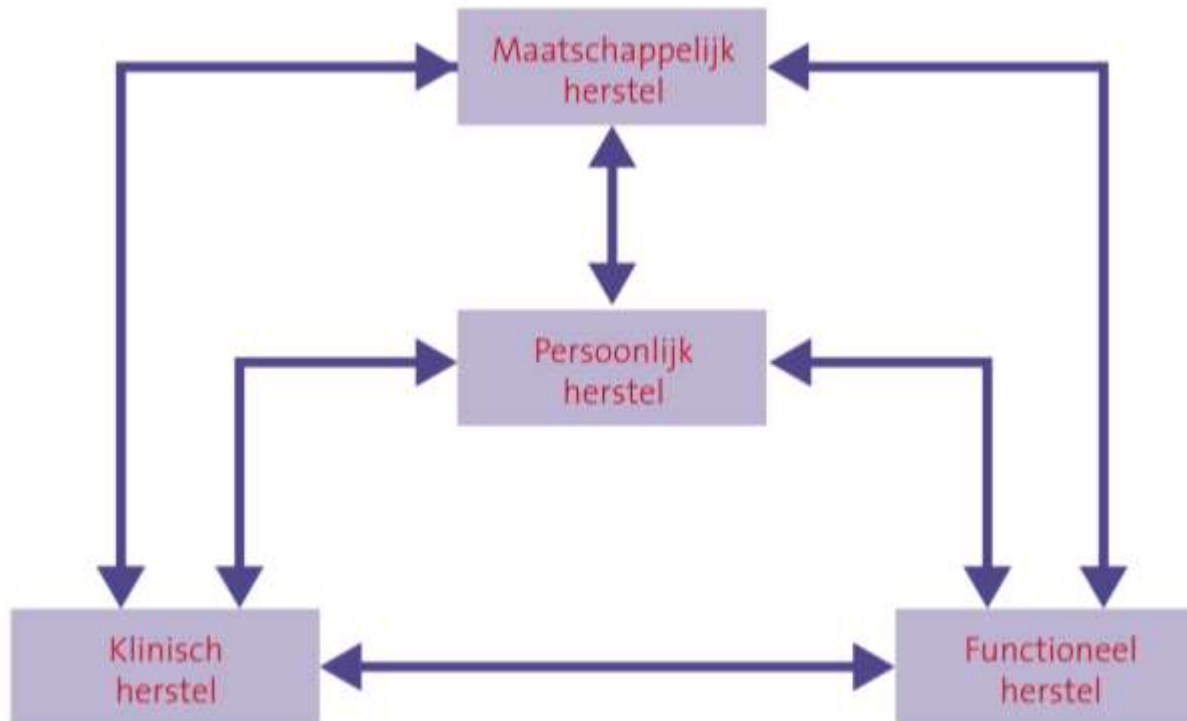 Maatschappelijk
herstel
Persoonlijk
herstel
Klinisch
herstel
Functioneel
herstel